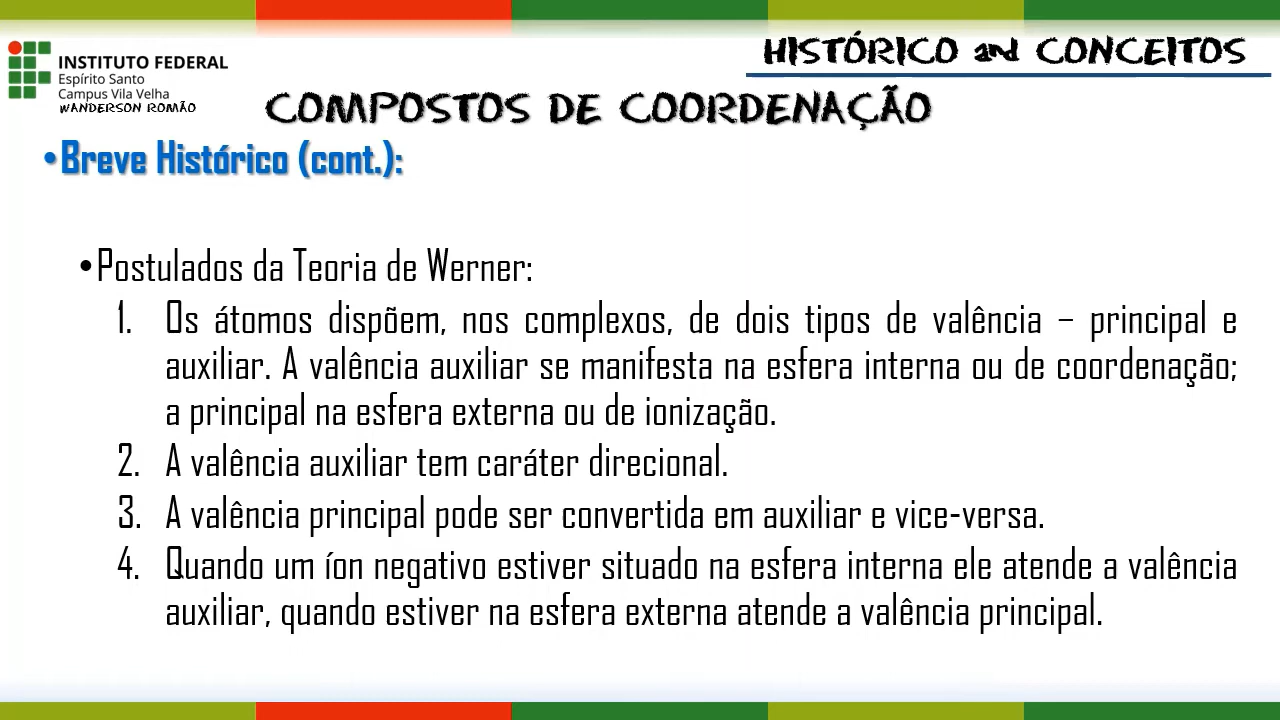 HISTÓRICO and CONCEITOS
INSTITUTO FEDERAL
Espírito Santo
Campus Vila Velha
WANDERSON ROMÃO
COMPOSTOS DE COORDENAÇÃO
•Breve Histórico (cont.):
•Postulados da Teoria de Werner:
1. Os átomos dispõem, nos complexos, de dois tipos de valência – principal e
auxiliar. A valência auxiliar se manifesta na esfera interna ou de coordenação;
a principal na esfera externa ou de ionização.
2. A valência auxiliar tem caráter direcional.
3. A valência principal pode ser convertida em auxiliar e vice-versa.
4. Quando um íon negativo estiver situado na esfera interna ele atende a valência
auxiliar, quando estiver na esfera externa atende a valência principal.